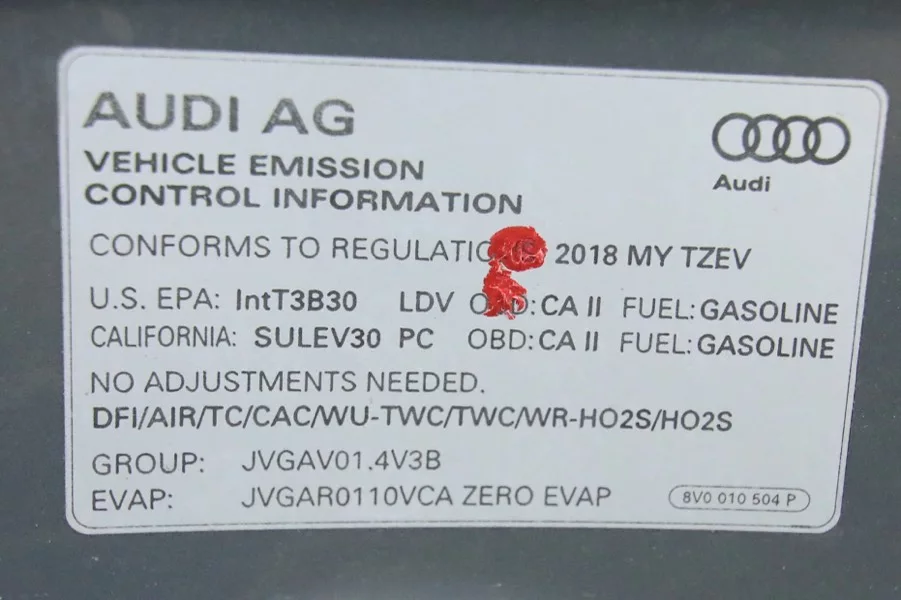 AUDI AG
Audi
VEHICLE EMISSION
CONTROL INFORMATION
CONFORMS TO REGULATIONS: 2018 MY TZEV
U.S. EPA: IntT3B30 LDV OBD: CA II FUEL: GASOLINE
CALIFORNIA: SULEV30 PC OBD: CA II FUEL: GASOLINE
NO ADJUSTMENTS NEEDED.
DFI/AIR/TC/CAC/WU-TWC/TWC/WR-HO2S/HO2S
GROUP: JVGAV01.4V3B
EVAP: JVGAR0110VCA ZERO EVAP
8V0 010 504 P